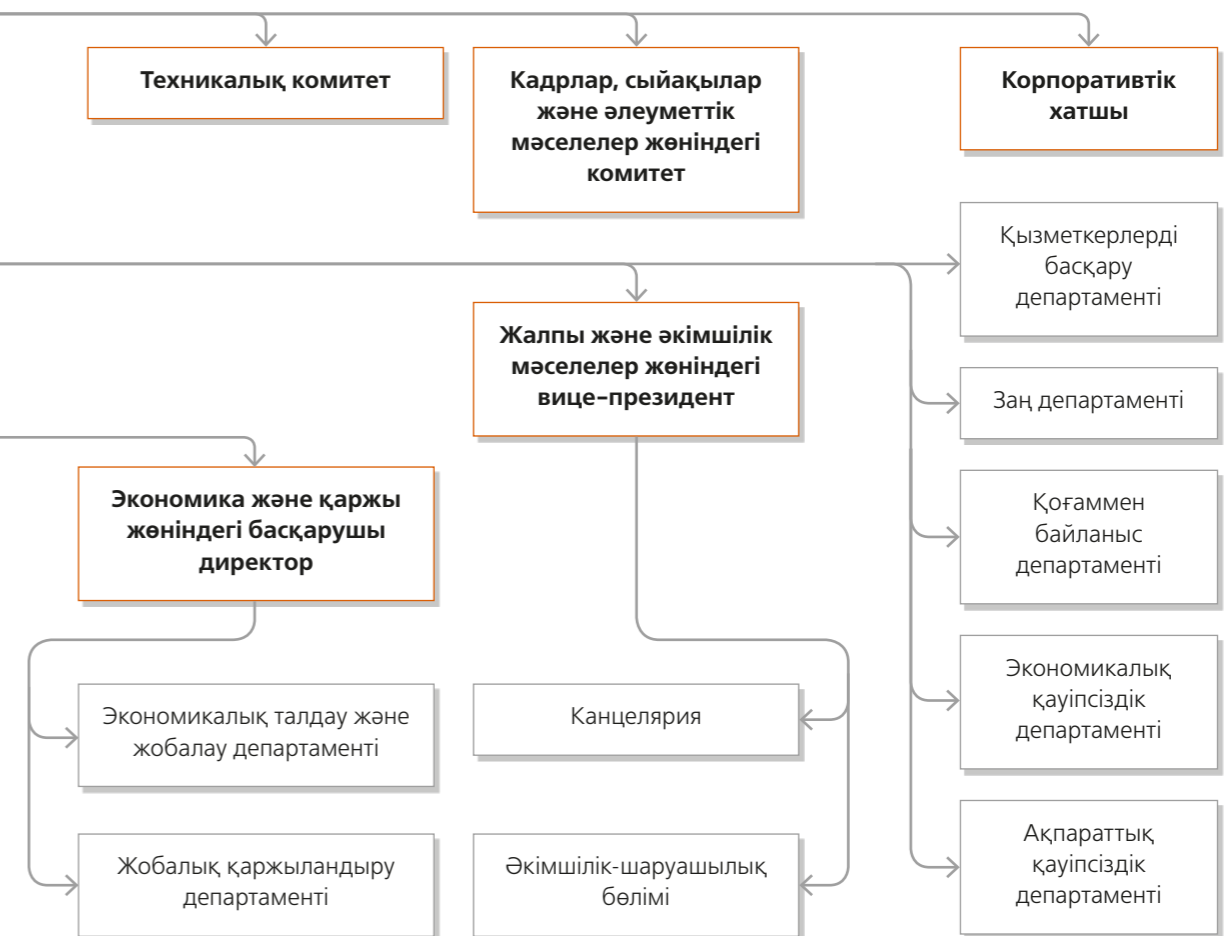 Техникалық комитет
Кадрлар, сыйақылар
және әлеуметтік
мәселелер жөніндегі
комитет
Корпоративтік
хатшы
Қызметкерлерді
басқару
департаменті
Жалпы және әкімшілік
мәселелер жөніндегі
вице-президент
Заң департаменті
Экономика және қаржы
жөніндегі басқарушы
директор
Қоғаммен
байланыс
департаменті
Экономикалық
қауіпсіздік
департаменті
Экономикалық талдау және
жобалау департаменті
Канцелярия
Жобалық қаржыландыру
департаменті
Әкімшілік-шаруашылық
бөлімі
Ақпараттық
қауіпсіздік
департаменті